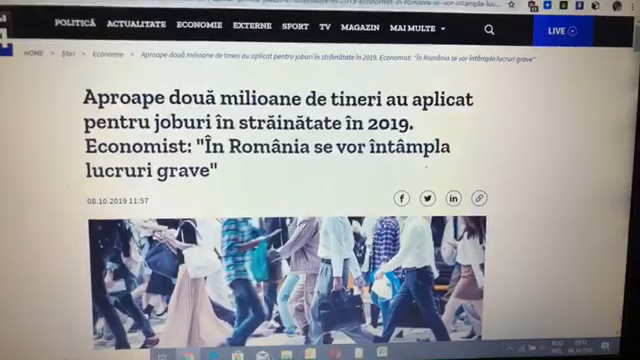 POLITICĂ ACTUALITATE ECONOMIE EXTERNE SPORT TV MAGAZIN MAI MULTE LIVE
HOME > Știri > Economie > Aproape două milioane de tineri au aplicat pentru joburi în străinătate în 2019. Economist: "În România se vor întâmpla lucruri grave"
Aproape două milioane de tineri au aplicat
pentru joburi în străinătate în 2019.
Economist: "În România se vor întâmpla
lucruri grave"
08.10.2019 11:57